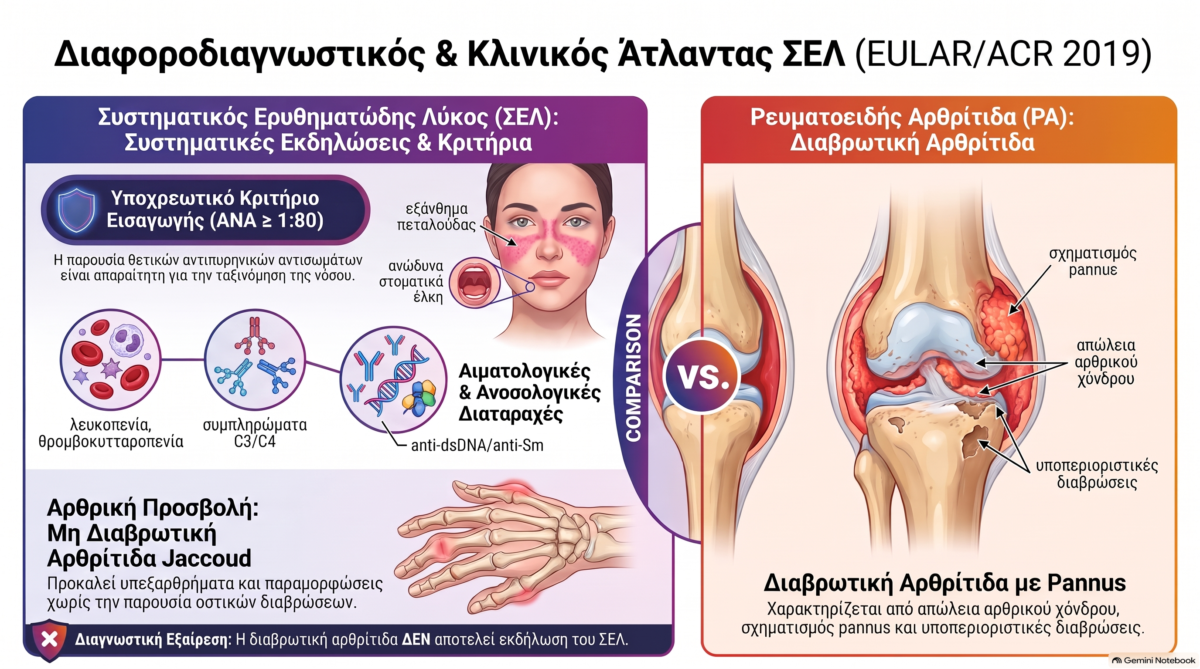 Διαφοροδιαγνωστικός & Κλινικός Άτλαντας ΣΕΛ (EULAR/ACR 2019)
Συστηματικός Ερυθηματώδης Λύκος (ΣΕΛ):
Συστηματικές Εκδηλώσεις & Κριτήρια
Υποχρεωτικό Κριτήριο
Εισαγωγής (ANA ≥ 1:80)
Η παρουσία θετικών αντιπυρηνικών αντισωμάτων
είναι απαραίτητη για την ταξινόμηση της νόσου.
εξάνθημα
πεταλούδας
ανώδυνα
στοματικά
έλκη
λευκοπενία,
θρομβοκυτταροπενία
συμπληρώματα
C3/C4
anti-dsDNA/anti-Sm
Αιματολογικές
& Ανοσολογικές
Διαταραχές
Αρθρική Προσβολή:
Μη Διαβρωτική
Αρθρίτιδα Jaccoud
Προκαλεί υπεξαρθρήματα και παραμορφώσεις
χωρίς την παρουσία οστικών διαβρώσεων.
Διαγνωστική Εξαίρεση: Η διαβρωτική αρθρίτιδα ΔΕΝ αποτελεί εκδήλωση του ΣΕΛ.
COMPARISON
VS.
Ρευματοειδής Αρθρίτιδα (ΡΑ):
Διαβρωτική Αρθρίτιδα
σχηματισμός
pannuε
απώλεια
αρθρικού
χόνδρου
υποπεριοριστικές
διαβρώσεις
Διαβρωτική Αρθρίτιδα με Pannus
Χαρακτηρίζεται από απώλεια αρθρικού χόνδρου,
σχηματισμός pannus και υποπεριοριστικές διαβρώσεις.
Gemini Notebook